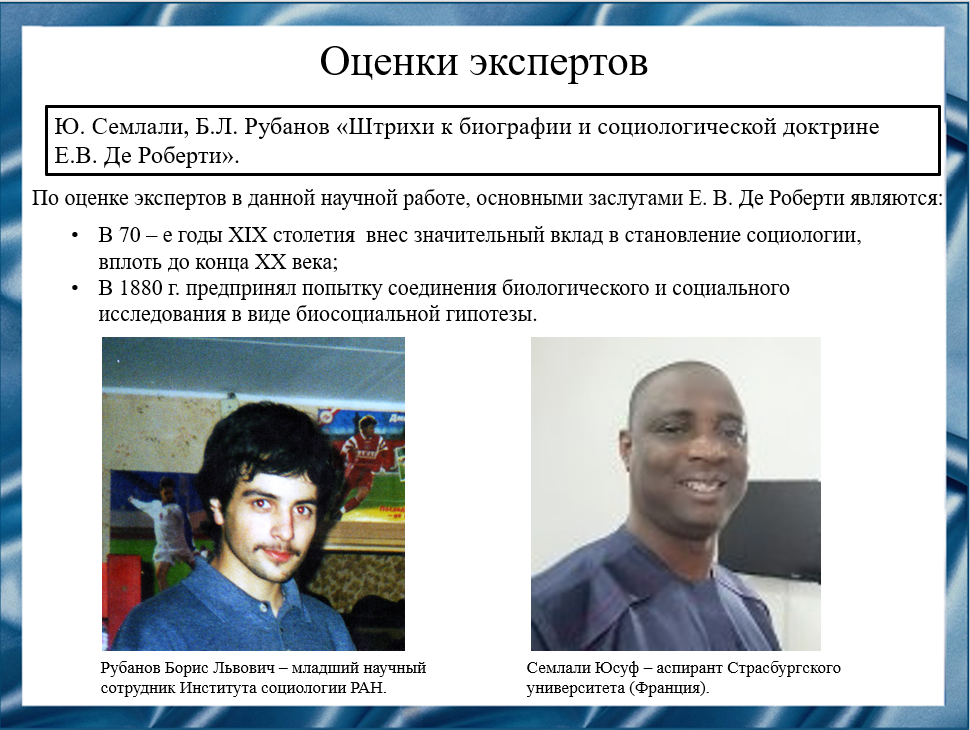 Оценки экспертов
Ю. Семлали, Б.Л. Рубанов «Штрихи к биографии и социологической доктрине
Е.В. Де Роберти».
По оценке экспертов в данной научной работе, основными заслугами Е. В. Де Роберти являются:
• В 70 – е годы XIX столетия  внес значительный вклад в становление социологии,
вплоть до конца XX века;
• В 1880 г. предпринял попытку соединения биологического и социального
исследования в виде биосоциальной гипотезы.
Рубанов Борис Львович – младший научный
сотрудник Института социологии РАН.
Семлали Юсуф – аспирант Страсбургского
университета (Франция).